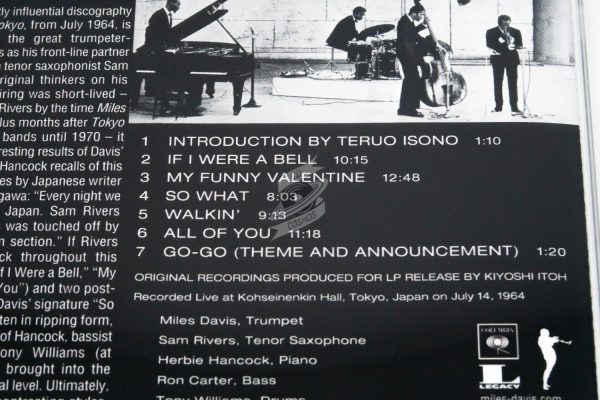 tly influential discography
Tokyo, from July 1964, is
the great trumpeter-
s as his front-line partner
n tenor saxophonist Sam
original thinkers on his
iring was short-lived –
Rivers by the time Miles
lus months after Tokyo
bands until 1970 – it
resting results of Davis'
Hancock recalls of this
es by Japanese writer
gawa: "Every night we
Japan. Sam Rivers
n was touched off by
n section." If Rivers
ck throughout this
f I Were a Bell," "My
You") and two post-
Davis' signature "So
ten in ripping form,
of Hancock, bassist
ony Williams (at
brought into the
al level. Ultimately,
1 INTRODUCTION BY TERUO ISONO 1:10
2 IF I WERE A BELL 10:15
3 MY FUNNY VALENTINE 12:48
4 SO WHAT 8:03
5 WALKIN' 9:13
6 ALL OF YOU 11:18
7 GO-GO (THEME AND ANNOUNCEMENT) 1:20
COSMOS
ORIGINAL RECORDINGS PRODUCED FOR LP RELEASE BY KIYOSHI ITOH
Recorded Live at Kohseinenkin Hall, Tokyo, Japan on July 14, 1964
Miles Davis, Trumpet
Sam Rivers, Tenor Saxophone
Herbie Hancock, Piano
Ron Carter, Bass
Tony Williams, Drums
COLUMBIA
L
LEGACY
miles-davis.com